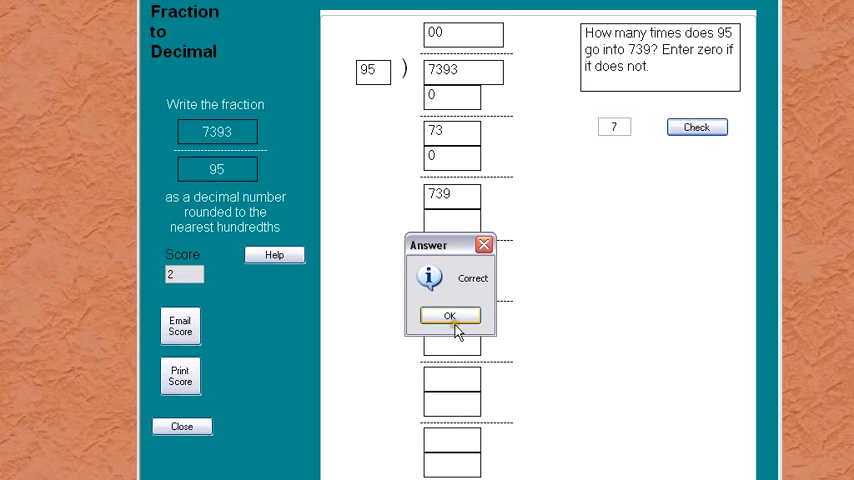 Fraction
to
Decimal
Write the fraction
7393
95
as a decimal number
rounded to the
nearest hundredths
Score
2
Help
Email
Score
Print
Score
Close
00
95
)
7393
0
73
0
739
How many times does 95
go into 739? Enter zero if
it does not.
7
Check
Answer
Correct
OK